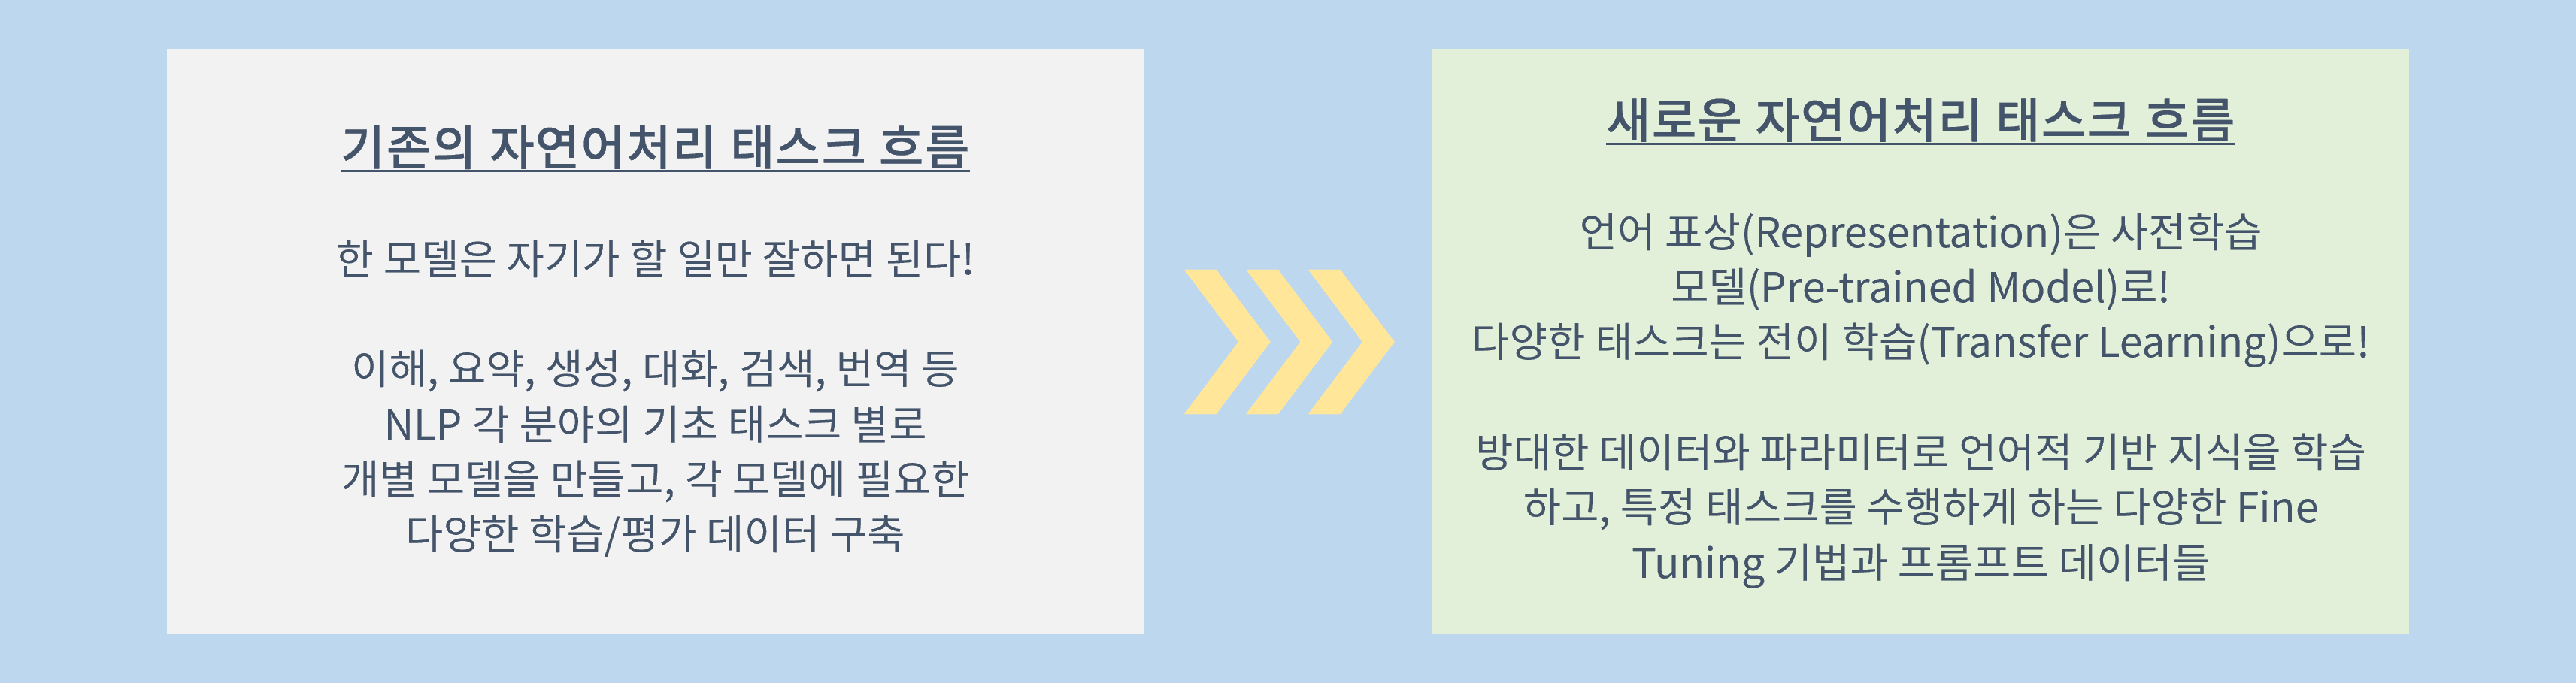 기존의 자연어처리 태스크 흐름
한 모델은 자기가 할 일만 잘하면 된다!
이해, 요약, 생성, 대화, 검색, 번역 등
NLP 각 분야의 기초 태스크 별로
개별 모델을 만들고, 각 모델에 필요한
다양한 학습/평가 데이터 구축
새로운 자연어처리 태스크 흐름
언어 표상(Representation)은 사전학습
모델(Pre-trained Model)로!
다양한 태스크는 전이 학습(Transfer Learning)으로!
방대한 데이터와 파라미터로 언어적 기반 지식을 학습
하고, 특정 태스크를 수행하게 하는 다양한 Fine
Tuning 기법과 프롬프트 데이터들